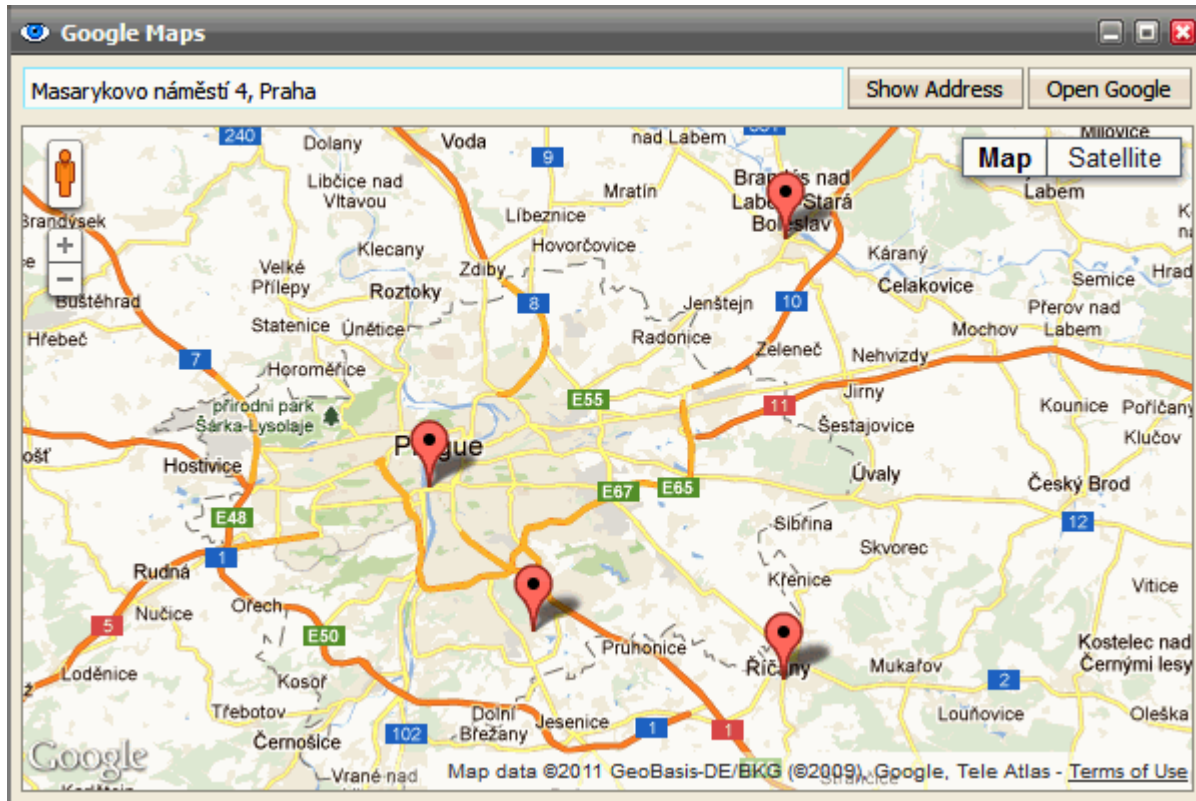 Google Maps
Masarykovo náměstí 4, Praha
Show Address
Open Google
240
Dolany
Voda
9
nad Labem
Milovice
Map
Satellite
Libčice nad
Vltavou
Mratín
Brandýs nad
Labem-Stará
Boleslav
Labem
Brandýsek
Líbeznice
Klecany
Hovorčovice
Káraný
Velké
Přílepy
Zdiby
Roztoky
Čelakovice
Semice
Hrad
Buštěhrad
8
Jenštejn
10
Přerov nad
Labem
Statenice
Únětice
Radonice
Mochov
Hřebeč
7
Zeleneč
Nehvizdy
Horoměřice
Jirny
přírodní park
Šárka-Lysolaje
E55
11
Kounice
Poříčany
Šestajovice
Klučov
Prague
Hostivice
Úvaly
Český Brod
E67
E65
E48
12
Sibřina
Skvorec
1
Rudná
Křenice
Vitice
Nučice
Ořech
5
E50
Průhonice
Kostelec nad
Černými lesy
Loděnice
Kosoř
Říčany
Mukařov
2
Třebotov
Dolní
Břežany
Jesenice
1
1
Louňovice
Oleška
Černošice
102
Google
Vrané nad
Map data ©2011 GeoBasis-DE/BKG (©2009), Google, Tele Atlas - Terms of Use